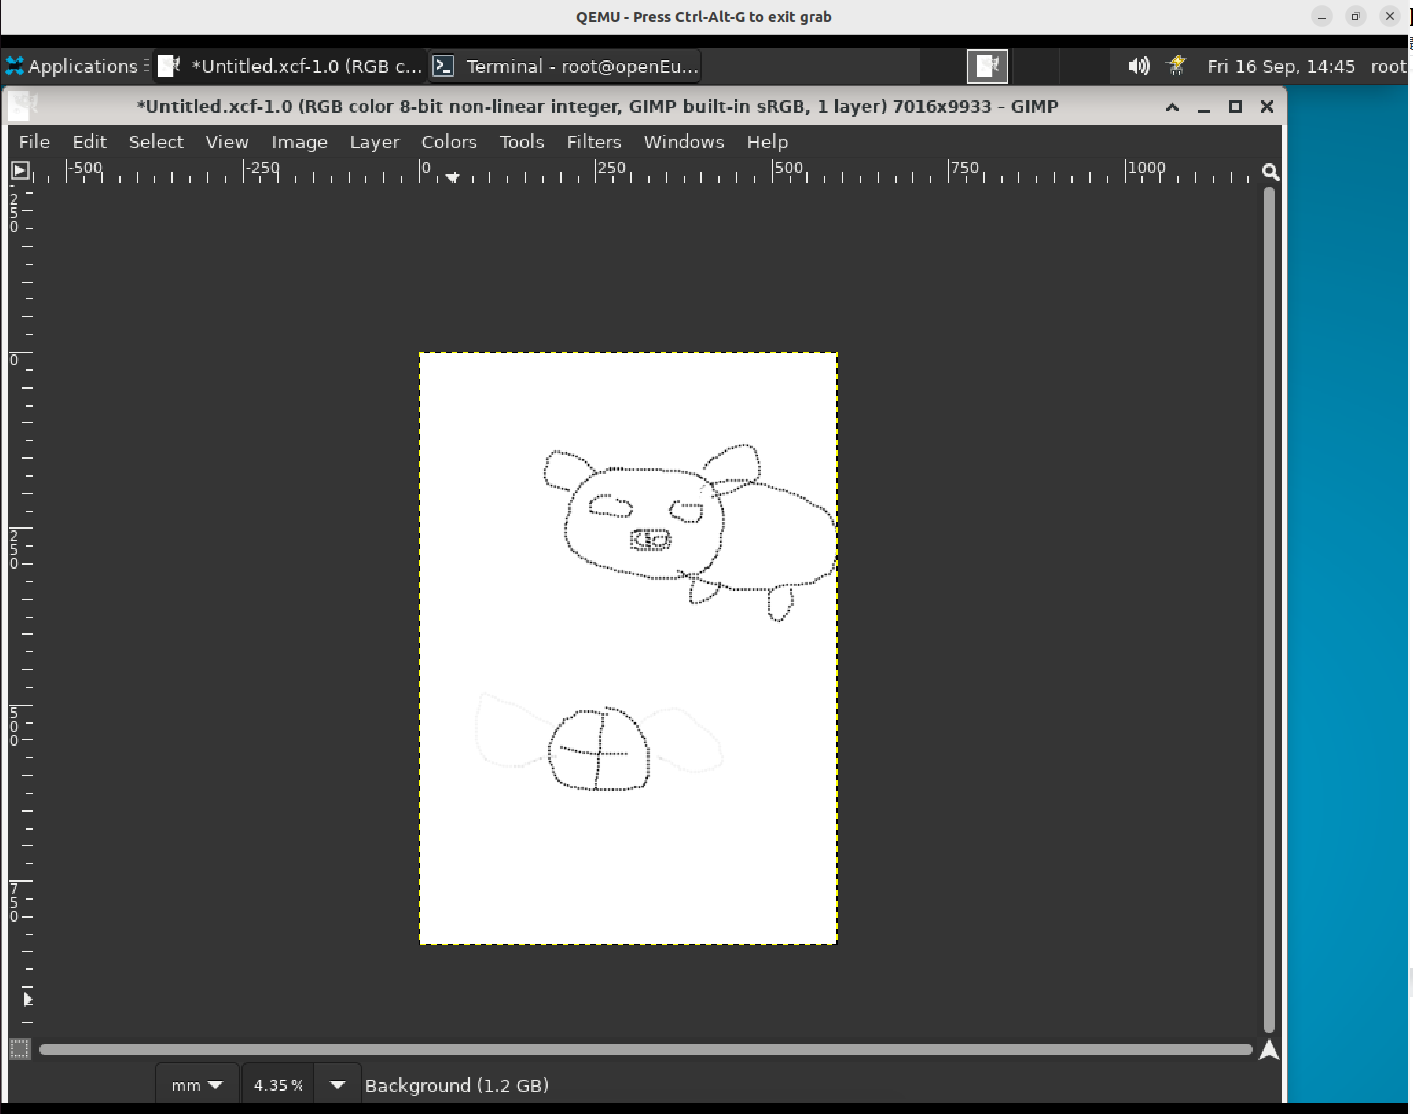 QEMU - Press Ctrl-Alt-G to exit grab
Applications
*Untitled.xcf-1.0 (RGB c...
Terminal - root@openEu...
Fri 16 Sep, 14:45
root
*Untitled.xcf-1.0 (RGB color 8-bit non-linear integer, GIMP built-in sRGB, 1 layer) 7016x9933 – GIMP
File Edit Select View Image Layer Colors Tools Filters Windows Help
-500 -250 0 250 500 750 1000
250
0
250
500
750
mm
4.35 %
Background (1.2 GB)